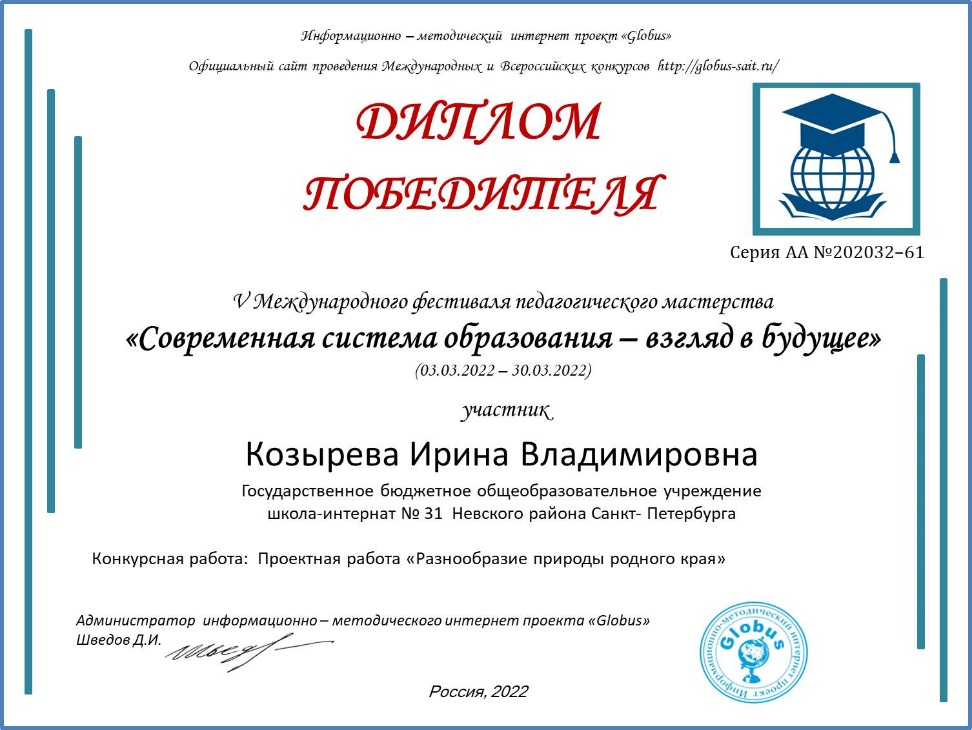 Информационно – методический интернет проект «Globus»
Официальный сайт проведения Международных и Всероссийских конкурсов http://globus-sait.ru/
ДИПЛОМ
ПОБЕДИТЕЛЯ
Серия АА №202032–61
V Международного фестиваля педагогического мастерства
«Современная система образования – взгляд в будущее»
(03.03.2022 – 30.03.2022)
участник
Козырева Ирина Владимировна
Государственное бюджетное общеобразовательное учреждение
школа-интернат № 31 Невского района Санкт- Петербурга
Конкурсная работа: Проектная работа «Разнообразие природы родного края»
Администратор информационно – методического интернет проекта «Globus»
Шведов Д.И.
Шведов
Информационно-методический интернет проект
Globus
Россия, 2022